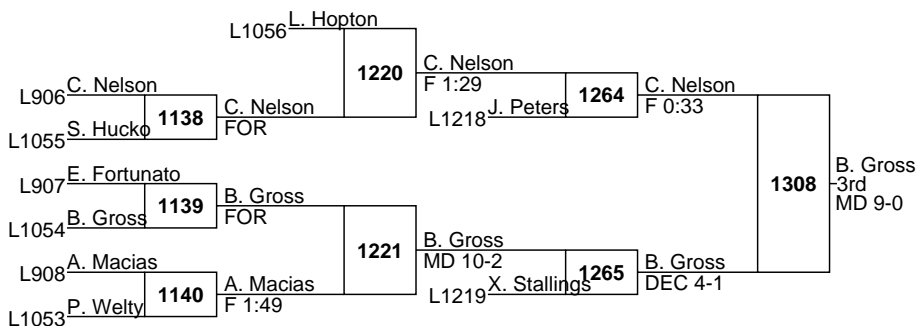 L. Hopton
L1056
1220
C. Nelson
F 1:29
C. Nelson
L906
1138
C. Nelson
FOR
S. Hucko
L1055
1264
C. Nelson
F 0:33
J. Peters
L1218
E. Fortunato
L907
1139
B. Gross
FOR
B. Gross
L1054
1308
B. Gross
3rd
MD 9-0
1221
B. Gross
MD 10-2
A. Macias
L908
1140
A. Macias
F 1:49
P. Welty
L1053
1265
B. Gross
DEC 4-1
X. Stallings
L1219